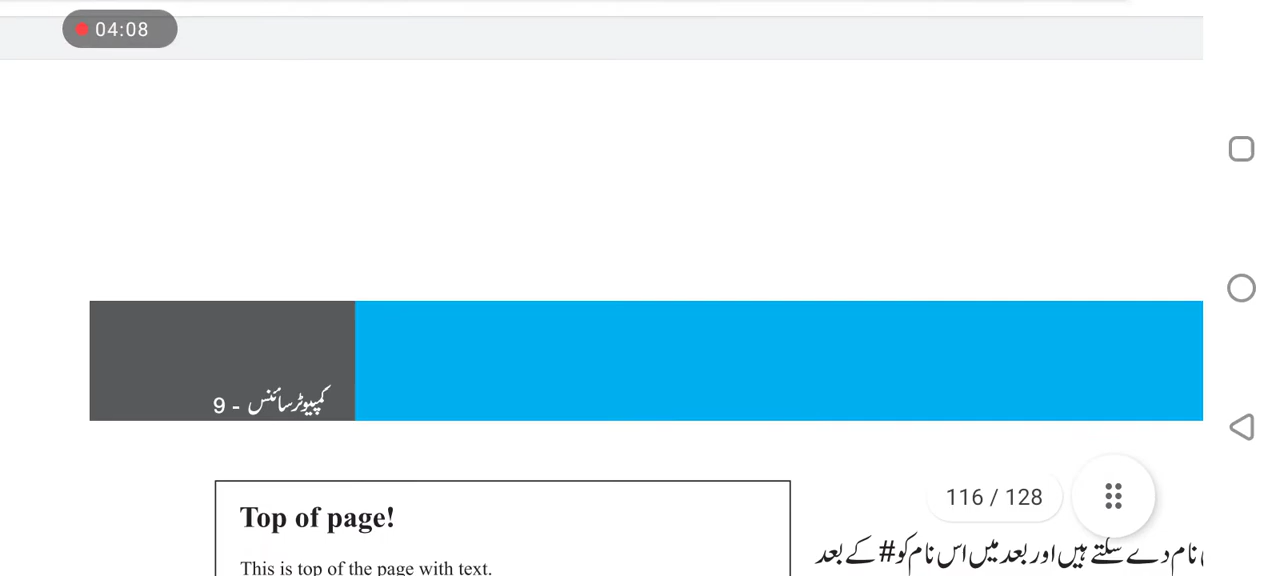 04:08
کمپیوٹر سائنس - 9
Top of page!
116 / 128
نام دے سکتے ہیں اور بعد میں اس نام کو # کے بعد
This is top of the page with text.